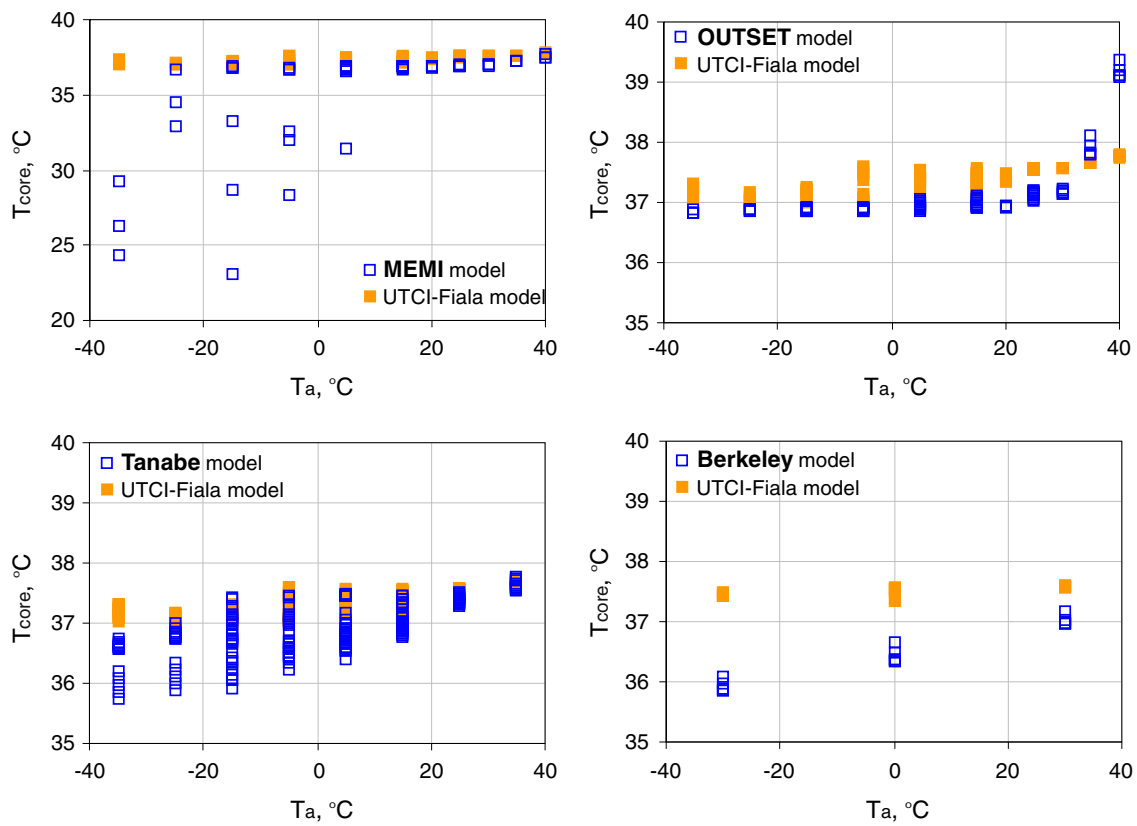 40
35
30
25
20
Tcore, °C
MEMI model
UTCI-Fiala model
-40
-20
0
20
40
Ta, °C
40
39
38
37
36
35
Tcore, °C
OUTSET model
UTCI-Fiala model
-40
-20
0
20
40
Ta, °C
40
39
38
37
36
35
Tcore, °C
Tanabe model
UTCI-Fiala model
-40
-20
0
20
40
Ta, °C
40
39
38
37
36
35
Tcore, °C
Berkeley model
UTCI-Fiala model
-40
-20
0
20
40
Ta, °C